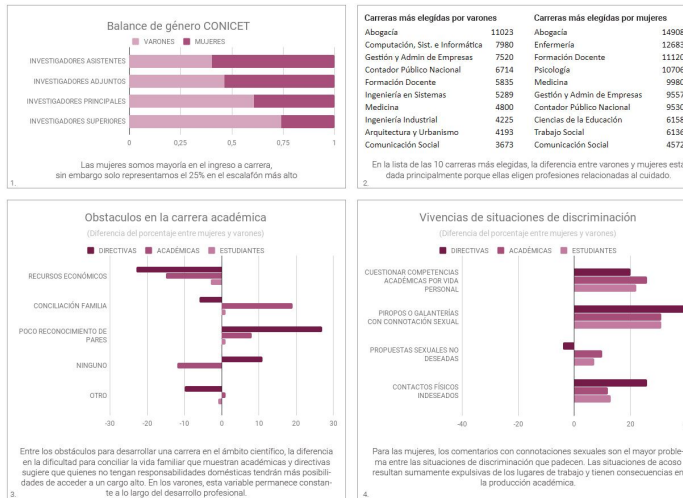 Balance de género CONICET
VARONES MUJERES
INVESTIGADORES ASISTENTES
INVESTIGADORES ADJUNTOS
INVESTIGADORES PRINCIPALES
INVESTIGADORES SUPERIORES
0 0,25 0,5 0,75 1
Las mujeres somos mayoría en el ingreso a carrera,
sin embargo solo representamos el 25% en el escalafón más alto
1.
Carreras más elegidas por varones Carreras más elegidas por mujeres
Abogacía 11023 Abogacía 14908
Computación, Sist. e Informática 7980 Enfermería 12683
Gestión y Admin de Empresas 7520 Formación Docente 11120
Contador Público Nacional 6714 Psicología 10706
Formación Docente 5835 Medicina 9980
Ingeniería en Sistemas 5289 Gestión y Admin de Empresas 9557
Medicina 4800 Contador Público Nacional 9530
Ingeniería Industrial 4225 Ciencias de la Educación 6158
Arquitectura y Urbanismo 4193 Trabajo Social 6136
Comunicación Social 3673 Comunicación Social 4572
En la lista de las 10 carreras más elegidas, la diferencia entre varones y mujeres está
dada principalmente porque ellas eligen profesiones relacionadas al cuidado.
2.
Obstaculos en la carrera académica
(Diferencia del porcentaje entre mujeres y varones)
DIRECTIVAS ACADÉMICAS ESTUDIANTES
RECURSOS ECONÓMICOS
CONCILIACIÓN FAMILIA
POCO RECONOCIMIENTO DE
PARES
NINGUNO
OTRO
-30 -20 -10 0 10 20 30
Entre los obstáculos para desarrollar una carrera en el ámbito científico, la diferencia
en la dificultad para conciliar la vida familiar que muestran académicas y directivas
sugiere que quienes no tengan responsabilidades domésticas tendrán más posibili-
dades de acceder a un cargo alto. En los varones, esta variable permanece constan-
te a lo largo del desarrollo profesional.
3.
Vivencias de situaciones de discriminación
(Diferencia del porcentaje entre mujeres y varones)
DIRECTIVAS ACADÉMICAS ESTUDIANTES
CUESTIONAR COMPETENCIAS
ACADÉMICAS POR VIDA
PERSONAL
PIROPOS O GALANTERÍAS
CON CONNOTACIÓN SEXUAL
PROPUESTAS SEXUALES NO
DESEADAS
CONTACTOS FÍSICOS
INDESEADOS
-40 -20 0 20
Para las mujeres, los comentarios con connotaciones sexuales son el mayor proble-
ma entre las situaciones de discriminación que padecen. Las situaciones de acoso
resultan sumamente expulsivas de los lugares de trabajo y tienen consecuencias en
la producción académica.
4.